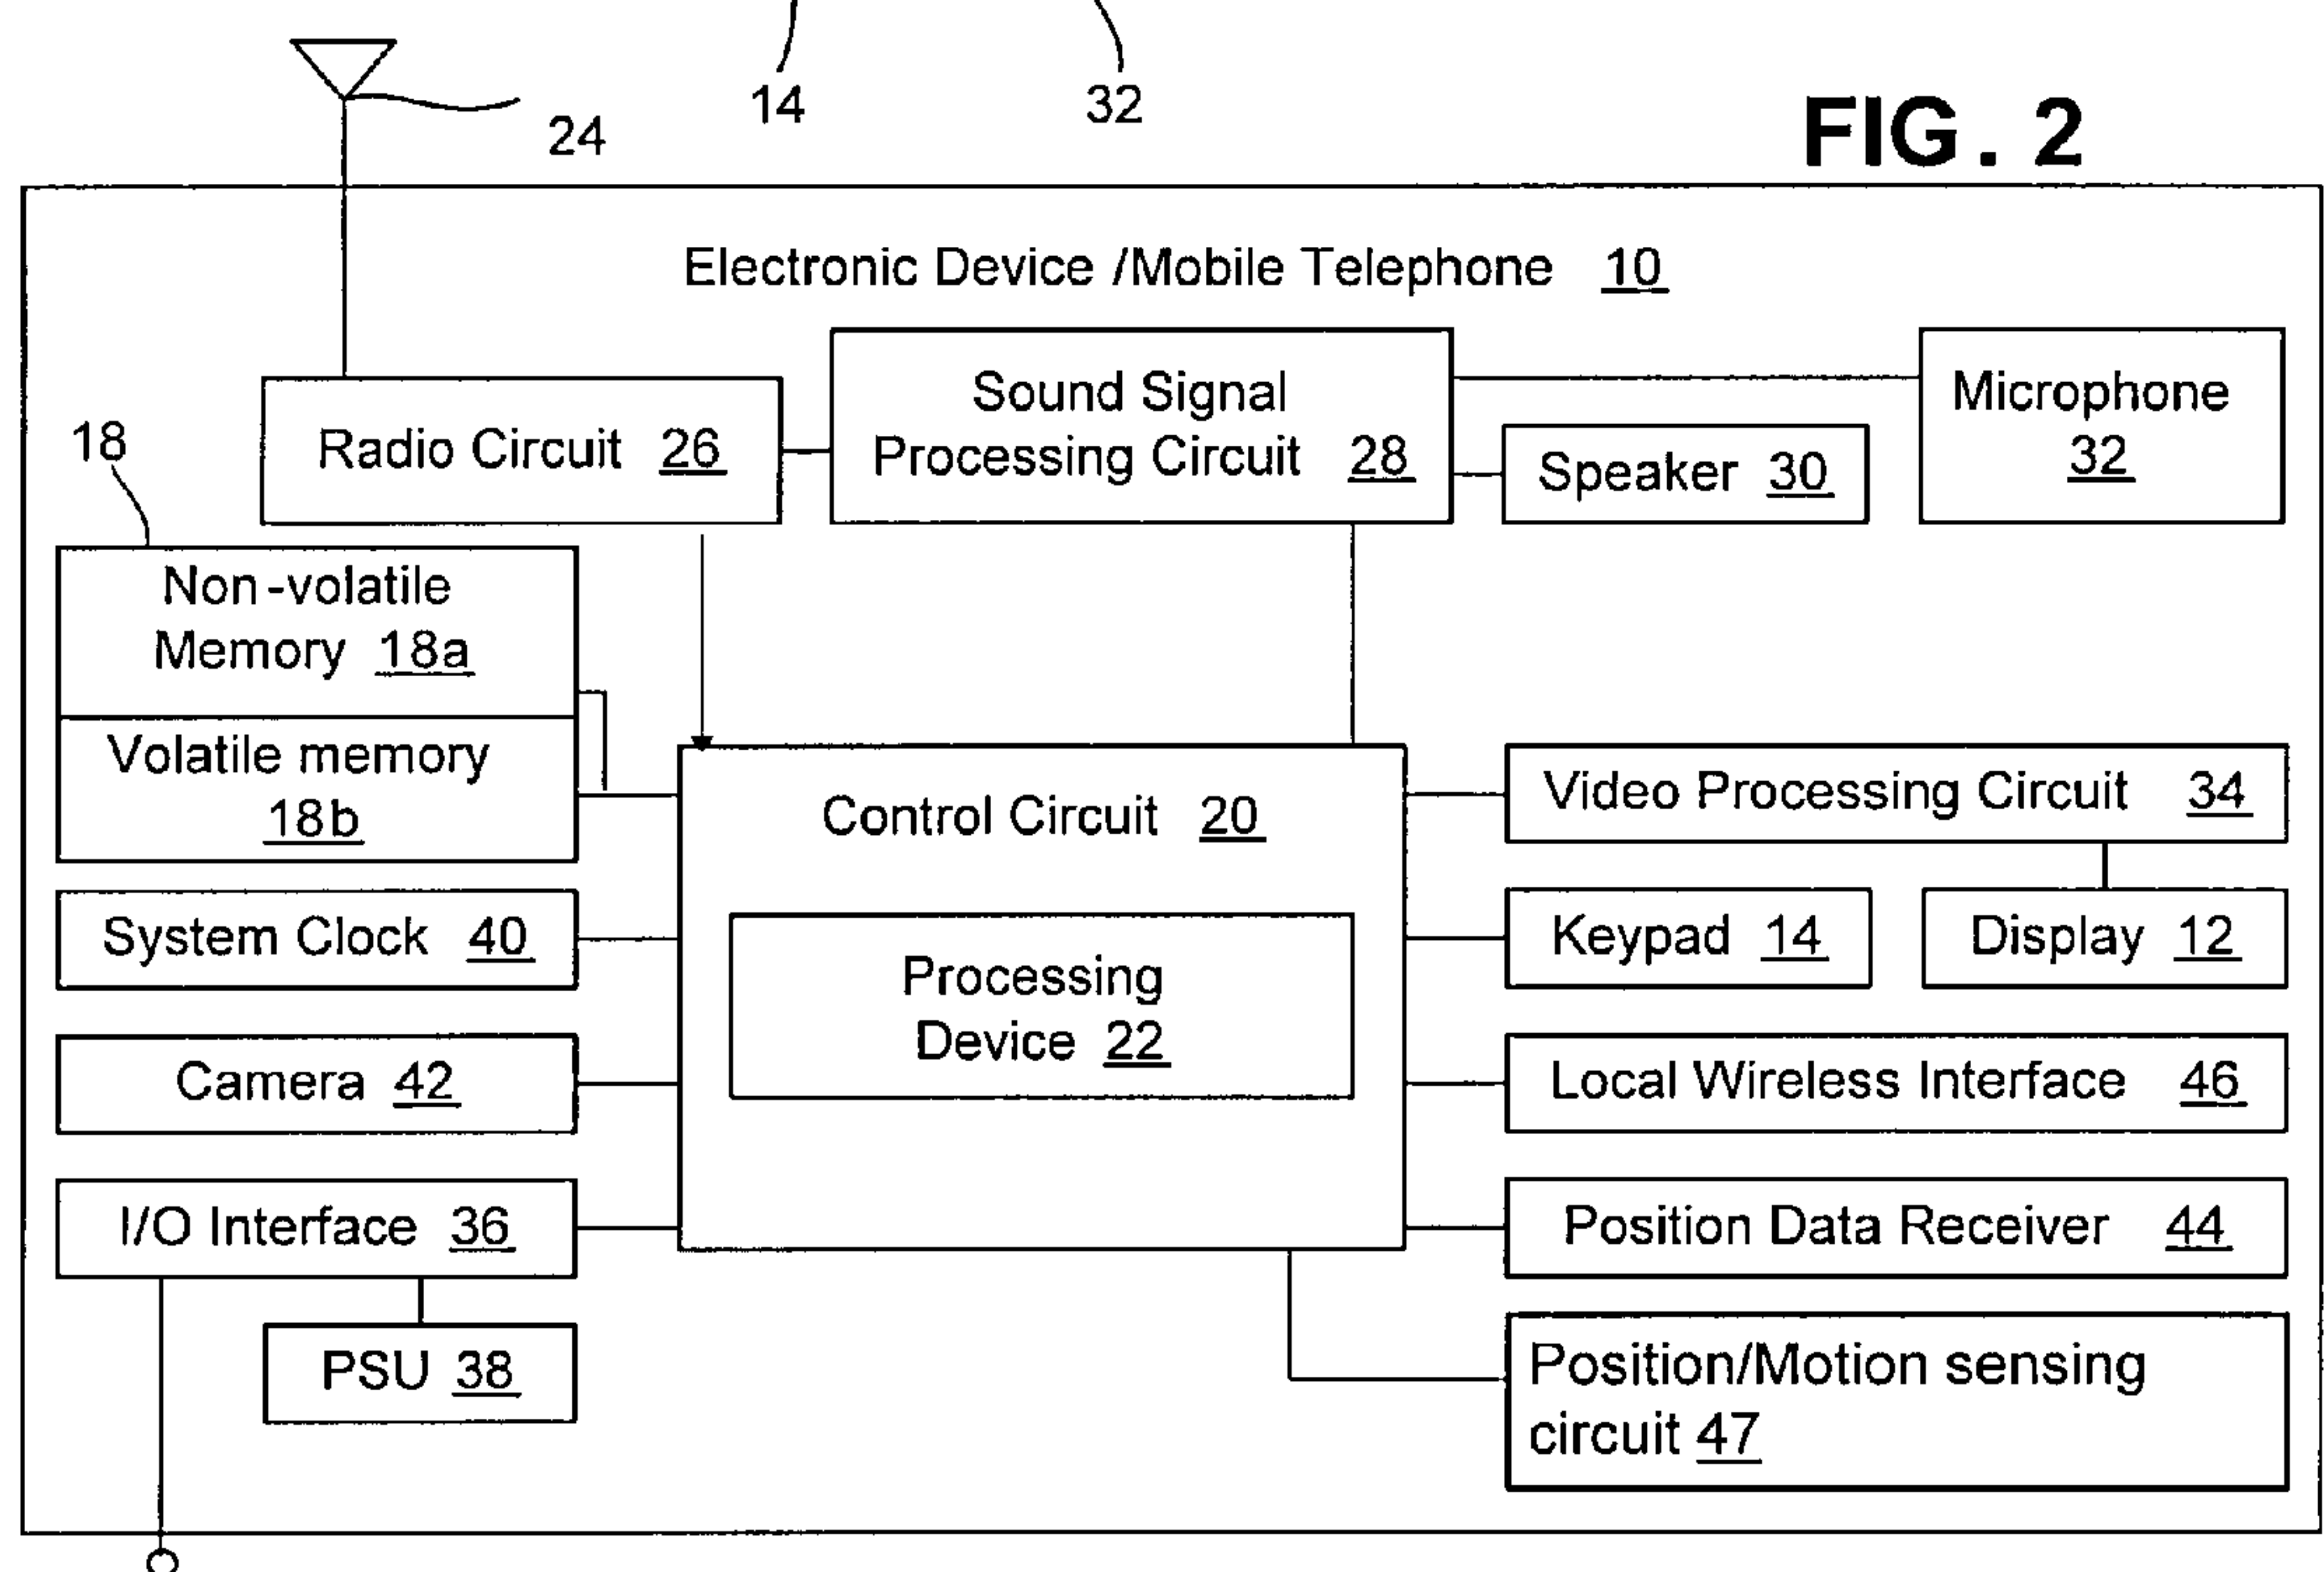 14
32
24
FIG. 2
Electronic Device /Mobile Telephone 10
Radio Circuit 26
Sound Signal
Processing Circuit 28
Microphone
32
Speaker 30
18
Non-volatile
Memory 18a
Volatile memory
18b
Control Circuit 20
Processing
Device 22
Video Processing Circuit 34
System Clock 40
Keypad 14
Display 12
Camera 42
Local Wireless Interface 46
I/O Interface 36
Position Data Receiver 44
PSU 38
Position/Motion sensing
circuit 47